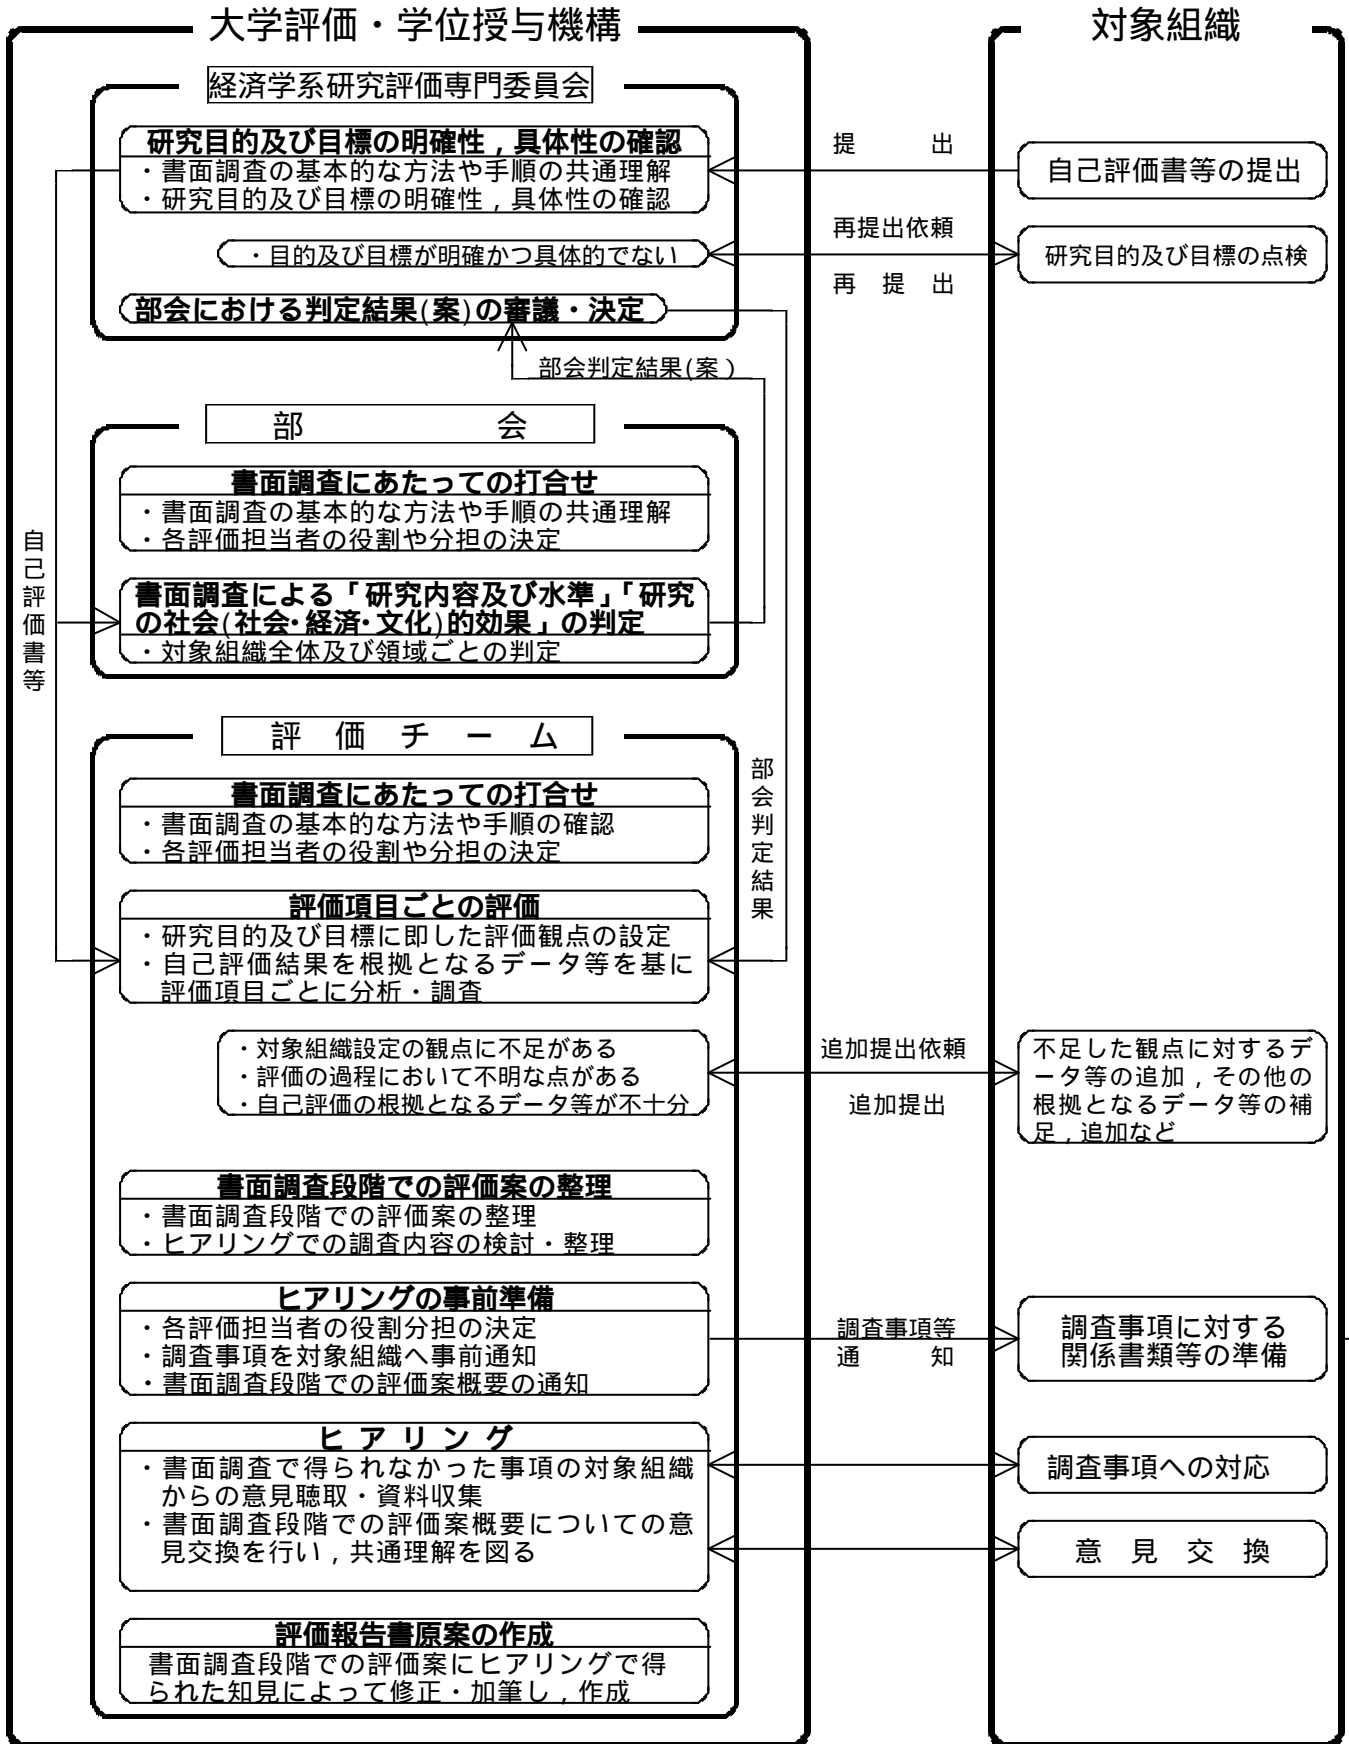 大学評価・学位授与機構
対象組織
経済学系研究評価専門委員会
研究目的及び目標の明確性，具体性の確認
・書面調査の基本的な方法や手順の共通理解
・研究目的及び目標の明確性，具体性の確認
提　　出
自己評価書等の提出
・目的及び目標が明確かつ具体的でない
再提出依頼
再　提　出
研究目的及び目標の点検
部会における判定結果(案)の審議・決定
部会判定結果(案)
部　　　　　会
書面調査にあたっての打合せ
・書面調査の基本的な方法や手順の共通理解
・各評価担当者の役割や分担の決定
自己評価書等
書面調査による「研究内容及び水準」「研究
の社会(社会・経済・文化)的効果」の判定
・対象組織全体及び領域ごとの判定
評　価　チ　ー　ム
部会判定結果
書面調査にあたっての打合せ
・書面調査の基本的な方法や手順の確認
・各評価担当者の役割や分担の決定
評価項目ごとの評価
・研究目的及び目標に即した評価観点の設定
・自己評価結果を根拠となるデータ等を基に
評価項目ごとに分析・調査
・対象組織設定の観点に不足がある
・評価の過程において不明な点がある
・自己評価の根拠となるデータ等が不十分
追加提出依頼
追加提出
不足した観点に対するデ
ータ等の追加，その他の
根拠となるデータ等の補
足，追加など
書面調査段階での評価案の整理
・書面調査段階での評価案の整理
・ヒアリングでの調査内容の検討・整理
ヒアリングの事前準備
・各評価担当者の役割分担の決定
・調査事項を対象組織へ事前通知
・書面調査段階での評価案概要の通知
調査事項等
通　　知
調査事項に対する
関係書類等の準備
ヒ ア リ ン グ
・書面調査で得られなかった事項の対象組織
からの意見聴取・資料収集
・書面調査段階での評価案概要についての意
見交換を行い，共通理解を図る
調査事項への対応
意　見　交　換
評価報告書原案の作成
書面調査段階での評価案にヒアリングで得
られた知見によって修正・加筆し，作成